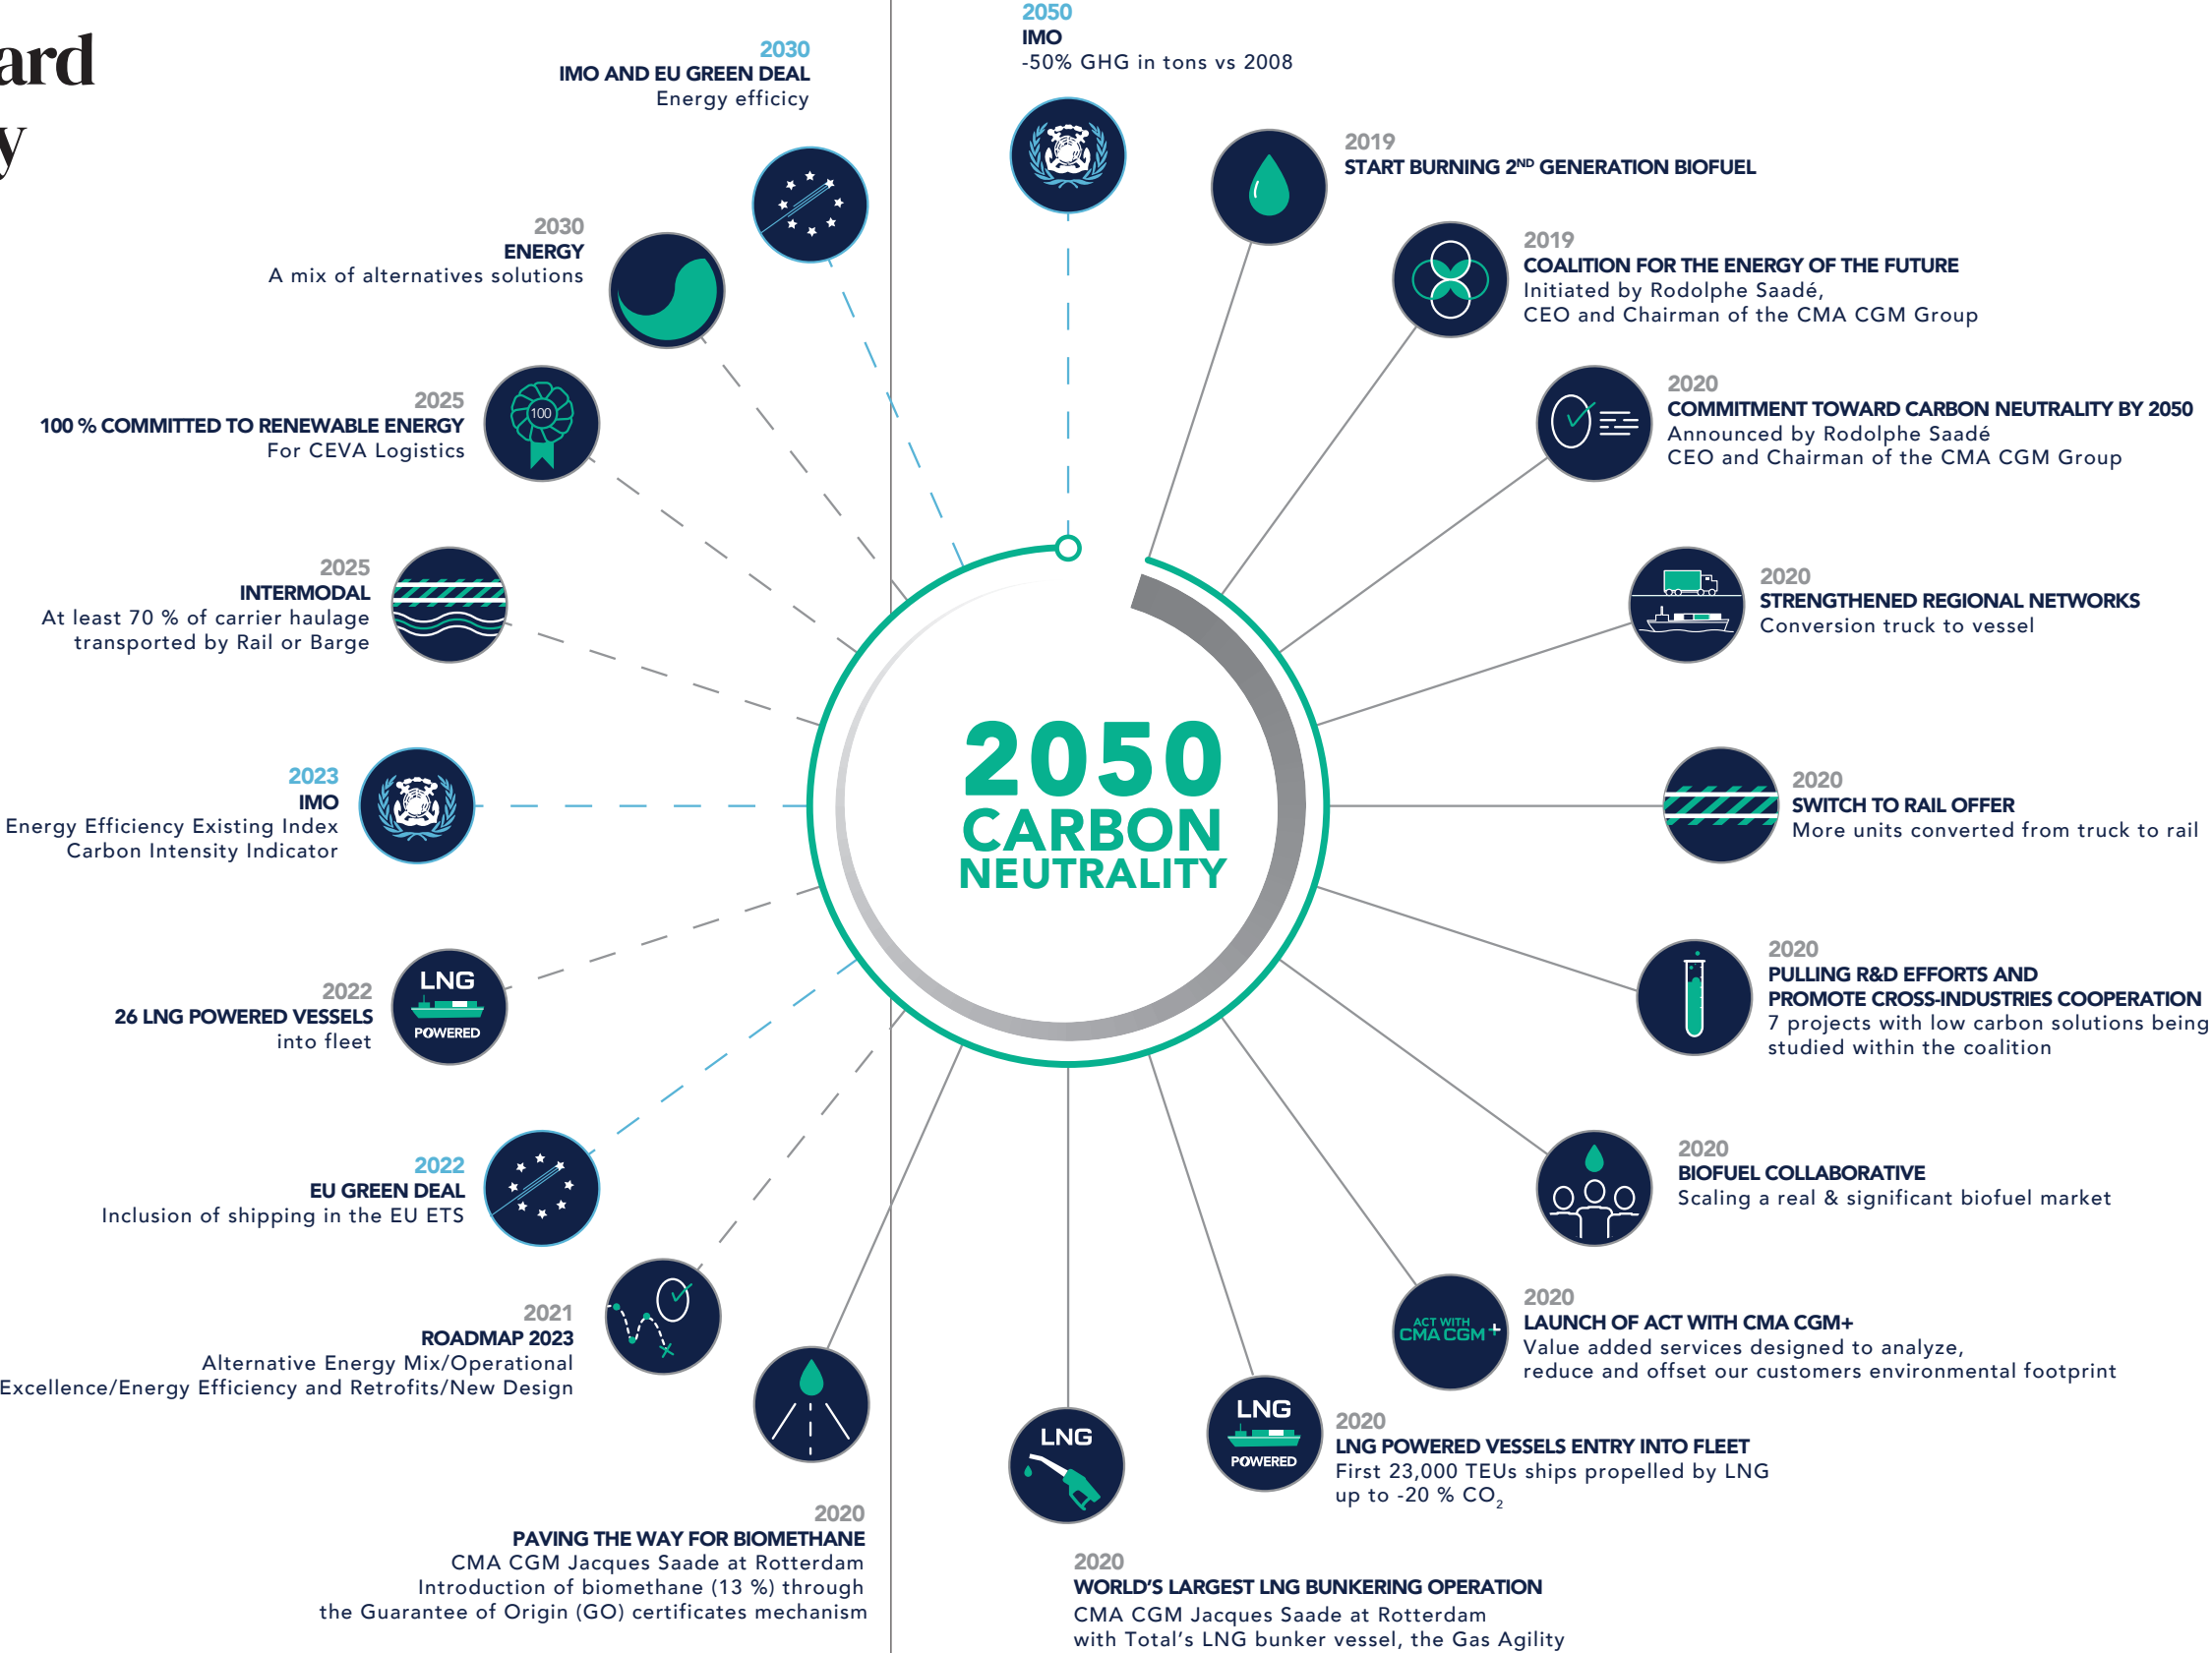 ard
y
2050
IMO
-50% GHG in tons vs 2008
2019
START BURNING 2ND GENERATION BIOFUEL
2019
COALITION FOR THE ENERGY OF THE FUTURE
Initiated by Rodolphe Saadé,
CEO and Chairman of the CMA CGM Group
2020
COMMITMENT TOWARD CARBON NEUTRALITY BY 2050
Announced by Rodolphe Saadé
CEO and Chairman of the CMA CGM Group
2020
STRENGTHENED REGIONAL NETWORKS
Conversion truck to vessel
2020
SWITCH TO RAIL OFFER
More units converted from truck to rail
2020
PULLING R&D EFFORTS AND
PROMOTE CROSS-INDUSTRIES COOPERATION
7 projects with low carbon solutions being
studied within the coalition
2020
BIOFUEL COLLABORATIVE
Scaling a real & significant biofuel market
ACT WITH
CMA CGM+
2020
LAUNCH OF ACT WITH CMA CGM+
Value added services designed to analyze,
reduce and offset our customers environmental footprint
LNG
POWERED
2020
LNG POWERED VESSELS ENTRY INTO FLEET
First 23,000 TEUs ships propelled by LNG
up to -20 % CO2
LNG
2020
WORLD'S LARGEST LNG BUNKERING OPERATION
CMA CGM Jacques Saade at Rotterdam
with Total's LNG bunker vessel, the Gas Agility
2020
PAVING THE WAY FOR BIOMETHANE
CMA CGM Jacques Saade at Rotterdam
Introduction of biomethane (13 %) through
the Guarantee of Origin (GO) certificates mechanism
2021
ROADMAP 2023
Alternative Energy Mix/Operational
Excellence/Energy Efficiency and Retrofits/New Design
2022
EU GREEN DEAL
Inclusion of shipping in the EU ETS
2022
26 LNG POWERED VESSELS
into fleet
LNG
POWERED
2023
IMO
Energy Efficiency Existing Index
Carbon Intensity Indicator
2025
INTERMODAL
At least 70 % of carrier haulage
transported by Rail or Barge
2025
100 % COMMITTED TO RENEWABLE ENERGY
For CEVA Logistics
100
2030
ENERGY
A mix of alternatives solutions
2030
IMO AND EU GREEN DEAL
Energy efficicy
2050
CARBON
NEUTRALITY